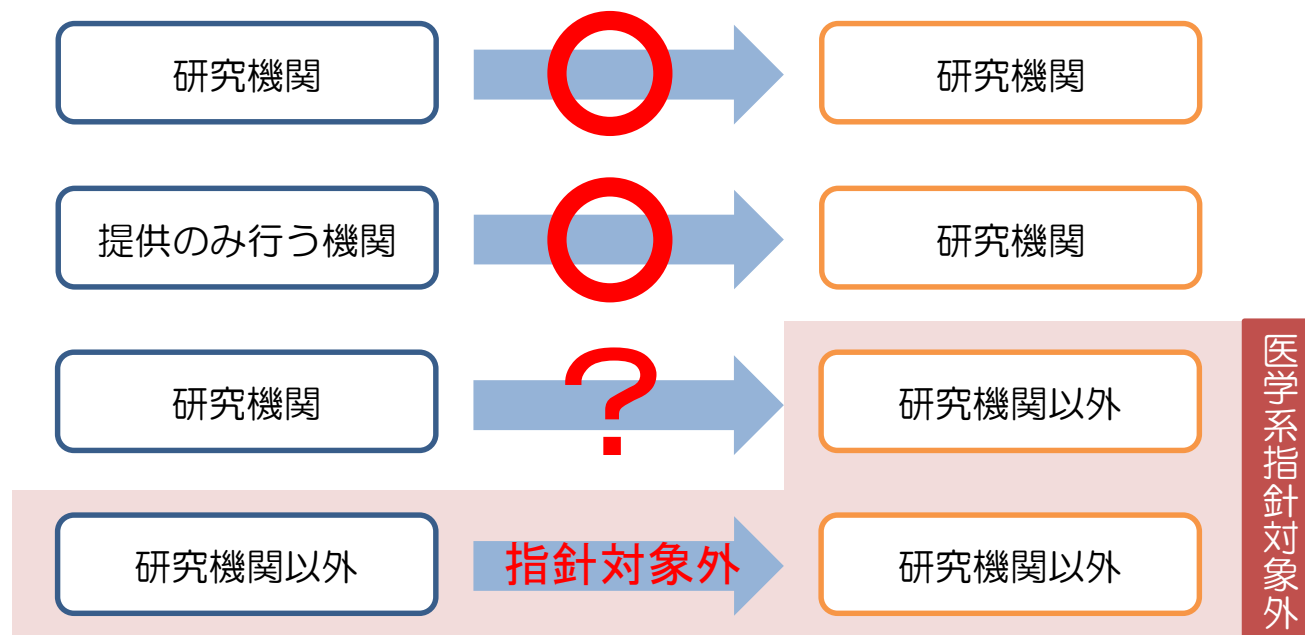 研究機関
研究機関
提供のみ行う機関
研究機関
研究機関
?
研究機関以外
研究機関以外
指針対象外
研究機関以外
医学系指針対象外